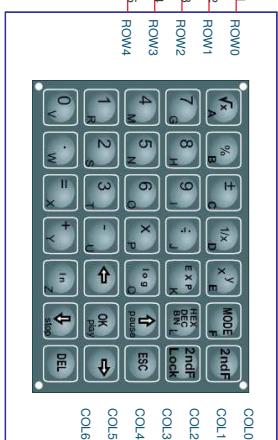 ROW0
ROW1
ROW2
ROW3
ROW4
√x A % B ± C 1/x D x y E MODE F 2ndF
7 G 8 H 9 I J EXP K HEX DEC BIN L 2ndF Lock
4 M 5 N 6 O X P log Q pause ESC
1 R 2 S 3 T - U OK play
0 V . W = X + Y ln Z stop DEL
COL0
COL1
COL2
COL3
COL4
COL5
COL6